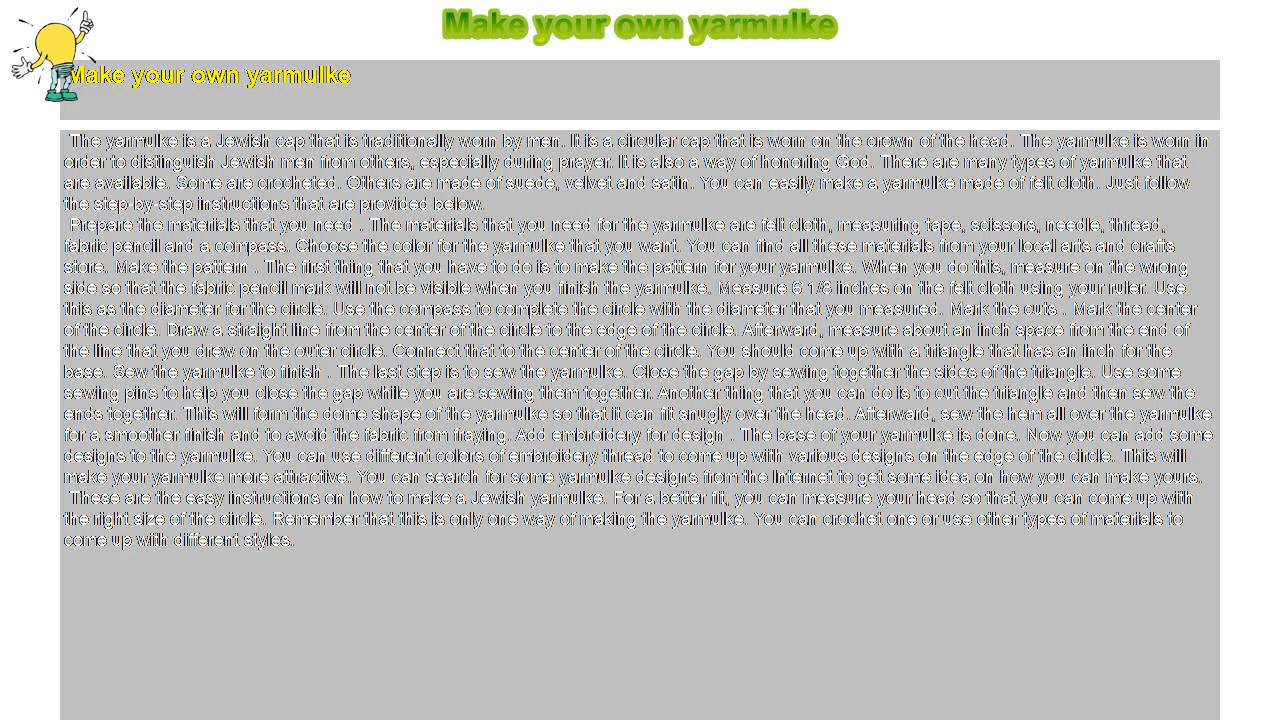 Make your own yarmulke
Make your own yarmulke
The yarmulke is a Jewish cap that is traditionally worn by men. It is a circular cap that is worn on the crown of the head. The yarmulke is worn in
order to distinguish Jewish men from others, especially during prayer. It is also a way of honoring God. There are many types of yarmulke that
are available. Some are crocheted. Others are made of suede, velvet and satin. You can easily make a yarmulke made of felt cloth. Just follow
the step-by-step instructions that are provided below.
Prepare the materials that you need . The materials that you need for the yarmulke are felt cloth, measuring tape, scissors, needle, thread,
fabric pencil and a compass. Choose the color for the yarmulke that you want. You can find all these materials from your local arts and crafts
store. Make the pattern . The first thing that you have to do is to make the pattern for your yarmulke. When you do this, measure on the wrong
side so that the fabric pencil mark will not be visible when you finish the yarmulke. Measure 6 1/8 inches on the felt cloth using your ruler. Use
this as the diameter for the circle. Use the compass to complete the circle with the diameter that you measured. Mark the cuts . Mark the center
of the circle. Draw a straight line from the center of the circle to the edge of the circle. Afterward, measure about an inch space from the end of
the line that you drew on the outer circle. Connect that to the center of the circle. You should come up with a triangle that has an inch for the
base. Sew the yarmulke to finish . The last step is to sew the yarmulke. Close the gap by sewing together the sides of the triangle. Use some
sewing pins to help you close the gap while you are sewing them together. Another thing that you can do is to cut the triangle and then sew the
ends together. This will form the dome shape of the yarmulke so that it can fit snugly over the head. Afterward, sew the hem all over the yarmulke
for a smoother finish and to avoid the fabric from fraying. Add embroidery for design . The base of your yarmulke is done. Now you can add some
designs to the yarmulke. You can use different colors of embroidery thread to come up with various designs on the edge of the circle. This will
make your yarmulke more attractive. You can search for some yarmulke designs from the Internet to get some idea on how you can make yours.
These are the easy instructions on how to make a Jewish yarmulke. For a better fit, you can measure your head so that you can come up with
the right size of the circle. Remember that this is only one way of making the yarmulke. You can crochet one or use other types of materials to
come up with different styles.